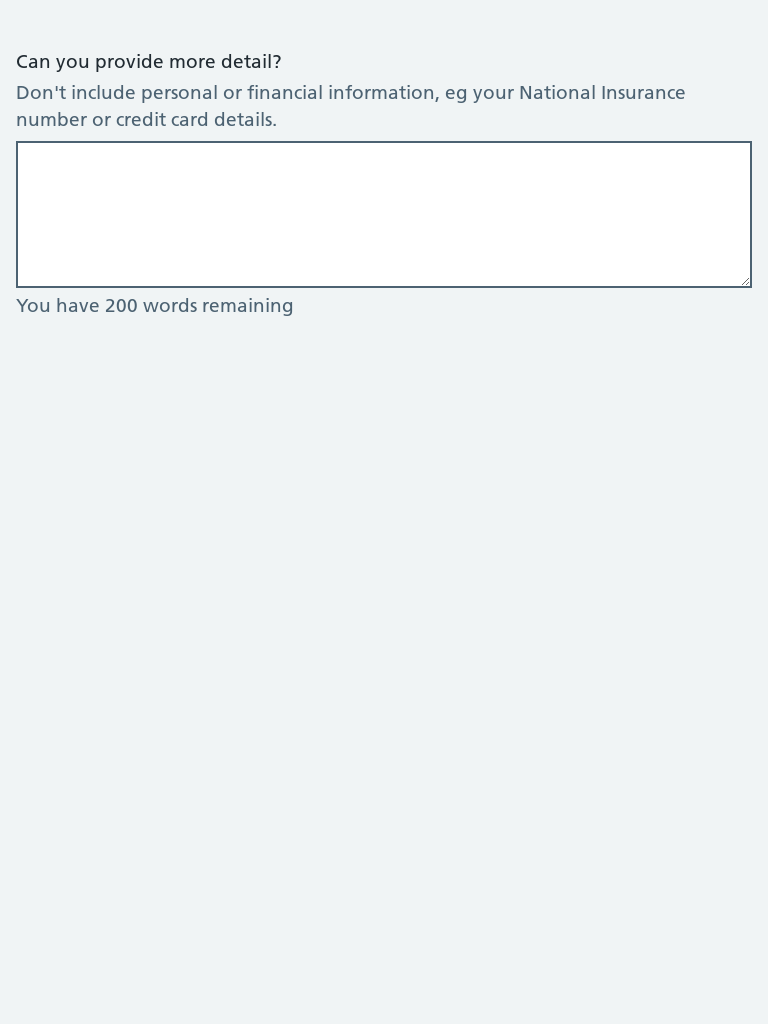 Can you provide more detail?
Don't include personal or financial information, eg your National Insurance
number or credit card details.
You have 200 words remaining